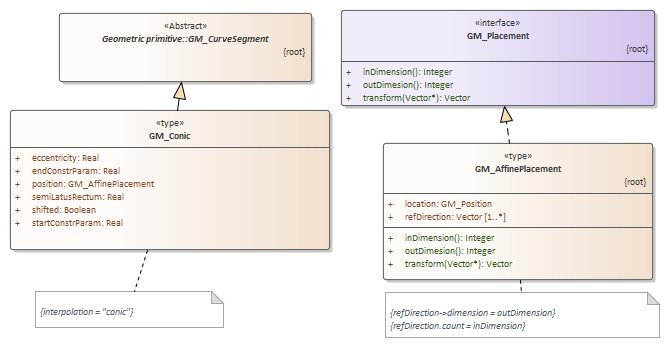 «Abstract»
Geometric primitive::GM_CurveSegment
{root}
«interface»
GM_Placement
{root}
+ inDimension(): Integer
+ outDimesion(): Integer
+ transform(Vector*): Vector
«type»
GM_Conic
+ eccentricity: Real
+ endConstrParam: Real
+ position: GM_AffinePlacement
+ semiLatusRectum: Real
+ shifted: Boolean
+ startConstrParam: Real
«type»
GM_AffinePlacement
{root}
+ location: GM_Position
+ refDirection: Vector [1..*]
+ inDimension(): Integer
+ outDimesion(): Integer
+ transform(Vector*): Vector
{interpolation = "conic"}
{refDirection->dimension = outDimension}
{refDirection.count = inDimension}